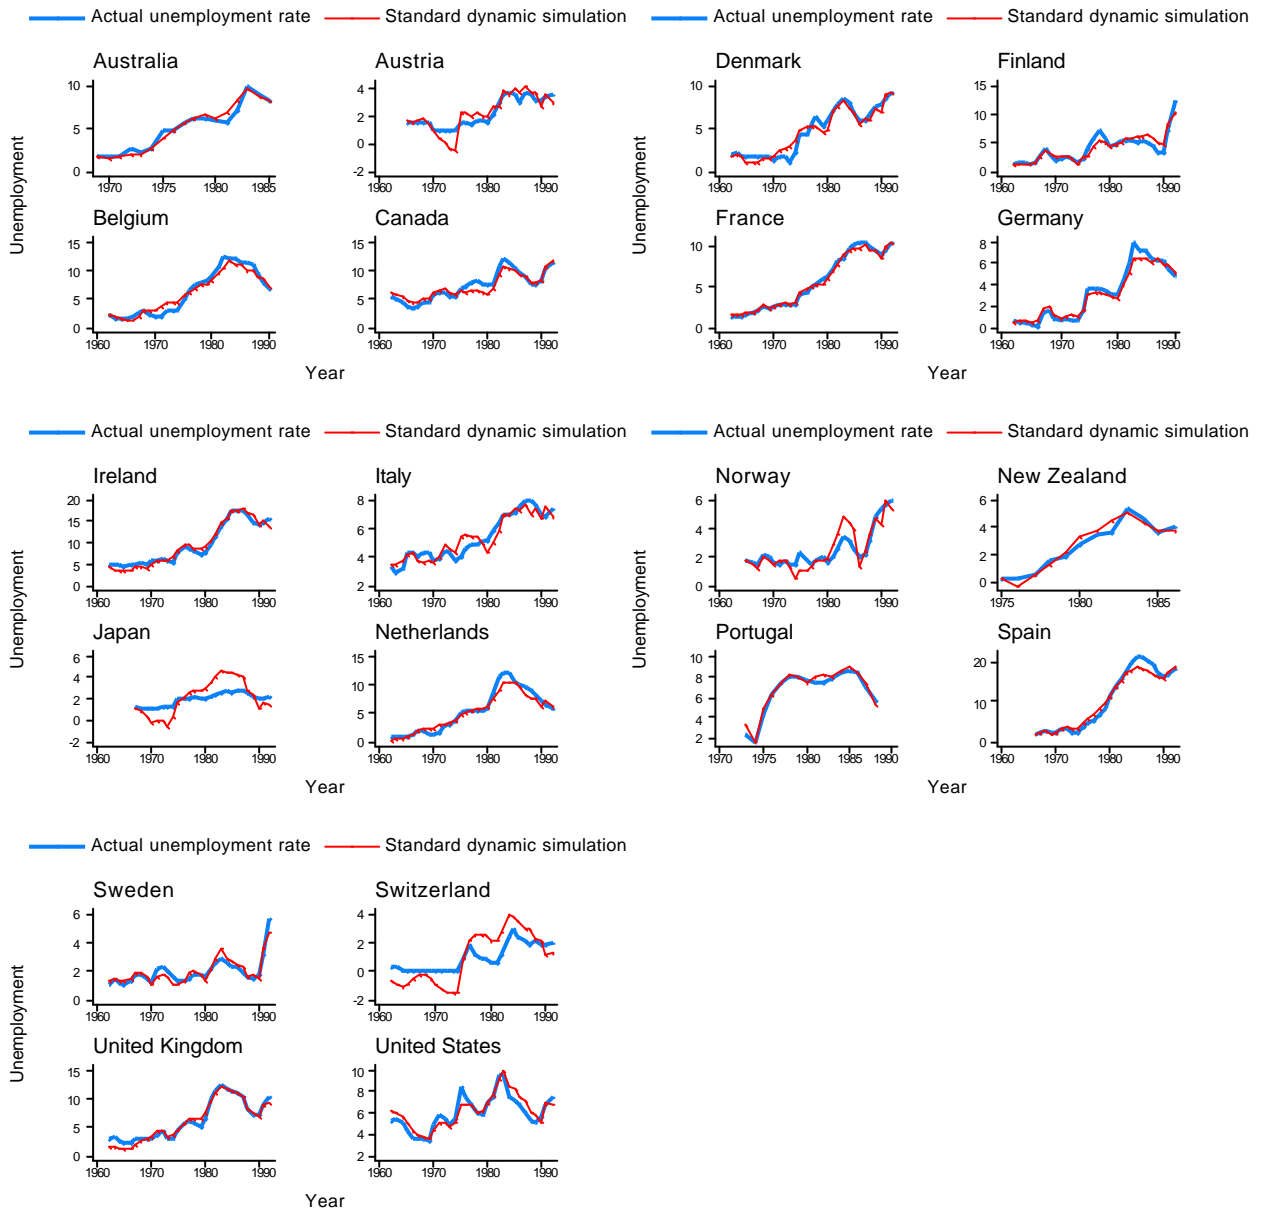 Actual unemployment rate Standard dynamic simulation
Australia
Austria
10
5
0
1970 1975 1980 1985
4
2
0
-2
1960 1970 1980 1990
Belgium
Canada
15
10
5
0
1960 1970 1980 1990
15
10
5
0
1960 1970 1980 1990
Unemployment
Year
Actual unemployment rate Standard dynamic simulation
Denmark
Finland
10
5
0
1960 1970 1980 1990
15
10
5
0
1960 1970 1980 1990
France
Germany
10
5
0
1960 1970 1980 1990
8
6
4
2
0
1960 1970 1980 1990
Unemployment
Year
Actual unemployment rate Standard dynamic simulation
Ireland
Italy
20
15
10
5
0
1960 1970 1980 1990
8
6
4
2
1960 1970 1980 1990
Japan
Netherlands
6
4
2
0
-2
1960 1970 1980 1990
15
10
5
0
1960 1970 1980 1990
Unemployment
Year
Actual unemployment rate Standard dynamic simulation
Norway
New Zealand
6
4
2
0
1960 1970 1980 1990
6
4
2
0
1975 1980 1985
Portugal
Spain
10
8
6
4
2
1970 1975 1980 1985 1990
20
10
0
1960 1970 1980 1990
Unemployment
Year
Actual unemployment rate Standard dynamic simulation
Sweden
Switzerland
6
4
2
0
1960 1970 1980 1990
4
2
0
-2
1960 1970 1980 1990
United Kingdom
United States
15
10
5
0
1960 1970 1980 1990
10
8
6
4
2
1960 1970 1980 1990
Unemployment
Year